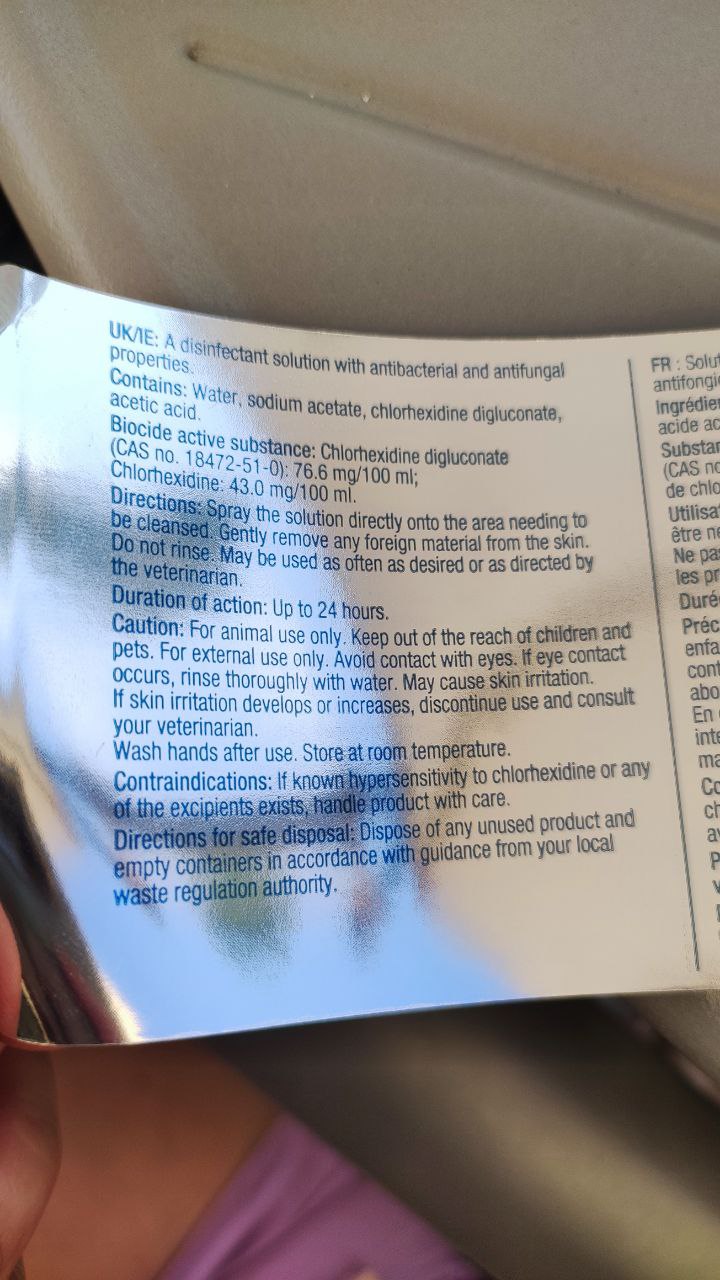 UK/IE: A disinfectant solution with antibacterial and antifungal
properties.
Contains: Water, sodium acetate, chlorhexidine digluconate,
acetic acid.
Biocide active substance: Chlorhexidine digluconate
(CAS no. 18472-51-0): 76.6 mg/100 ml;
Chlorhexidine: 43.0 mg/100 ml.
Directions: Spray the solution directly onto the area needing to
be cleansed. Gently remove any foreign material from the skin.
Do not rinse. May be used as often as desired or as directed by
the veterinarian.
Duration of action: Up to 24 hours.
Caution: For animal use only. Keep out of the reach of children and
pets. For external use only. Avoid contact with eyes. If eye contact
occurs, rinse thoroughly with water. May cause skin irritation.
If skin irritation develops or increases, discontinue use and consult
your veterinarian.
Wash hands after use. Store at room temperature.
Contraindications: If known hypersensitivity to chlorhexidine or any
of the excipients exists, handle product with care.
Directions for safe disposal: Dispose of any unused product and
empty containers in accordance with guidance from your local
waste regulation authority.
FR : Solut
antifongi
Ingrédien
acide ac
Substan
(CAS no
de chlo
Utilisat
être ne
Ne pa
les pr
Duré
Préc
enfa
cont
abo
En
inte
ma